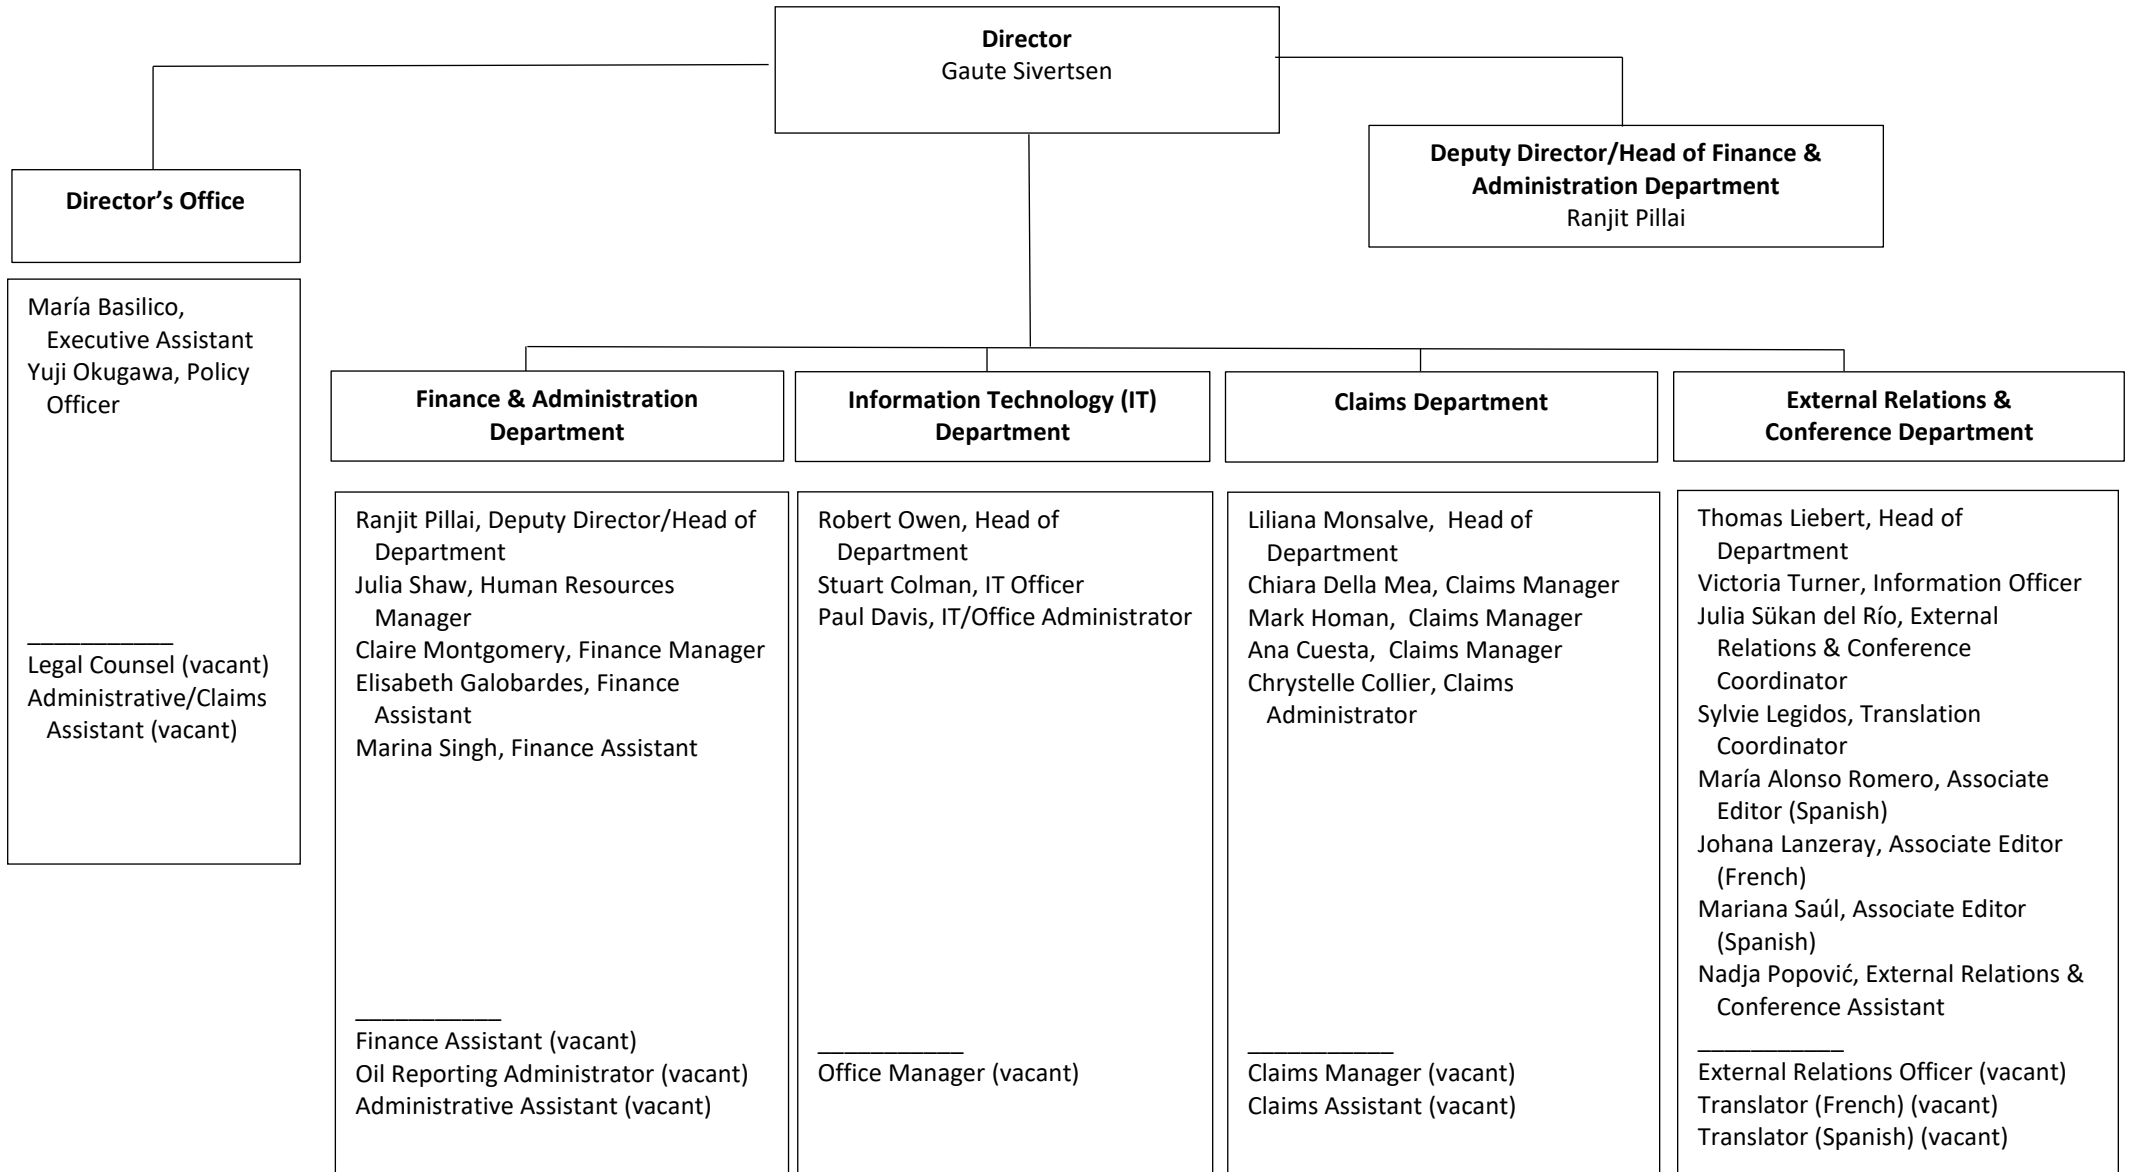 Director
Gaute Sivertsen
Deputy Director/Head of Finance &
Administration Department
Ranjit Pillai
Director’s Office
María Basilico,
Executive Assistant
Yuji Okugawa, Policy
Officer
___________
Legal Counsel (vacant)
Administrative/Claims
Assistant (vacant)
Finance & Administration
Department
Ranjit Pillai, Deputy Director/Head of
Department
Julia Shaw, Human Resources
Manager
Claire Montgomery, Finance Manager
Elisabeth Galobardes, Finance
Assistant
Marina Singh, Finance Assistant
___________
Finance Assistant (vacant)
Oil Reporting Administrator (vacant)
Administrative Assistant (vacant)
Information Technology (IT)
Department
Robert Owen, Head of
Department
Stuart Colman, IT Officer
Paul Davis, IT/Office Administrator
___________
Office Manager (vacant)
Claims Department
Liliana Monsalve,  Head of
Department
Chiara Della Mea, Claims Manager
Mark Homan,  Claims Manager
Ana Cuesta,  Claims Manager
Chrystelle Collier, Claims
Administrator
___________
Claims Manager (vacant)
Claims Assistant (vacant)
External Relations &
Conference Department
Thomas Liebert, Head of
Department
Victoria Turner, Information Officer
Julia Sükan del Río, External
Relations & Conference
Coordinator
Sylvie Legidos, Translation
Coordinator
María Alonso Romero, Associate
Editor (Spanish)
Johana Lanzeray, Associate Editor
(French)
Mariana Saúl, Associate Editor
(Spanish)
Nadja Popović, External Relations &
Conference Assistant
___________
External Relations Officer (vacant)
Translator (French) (vacant)
Translator (Spanish) (vacant)